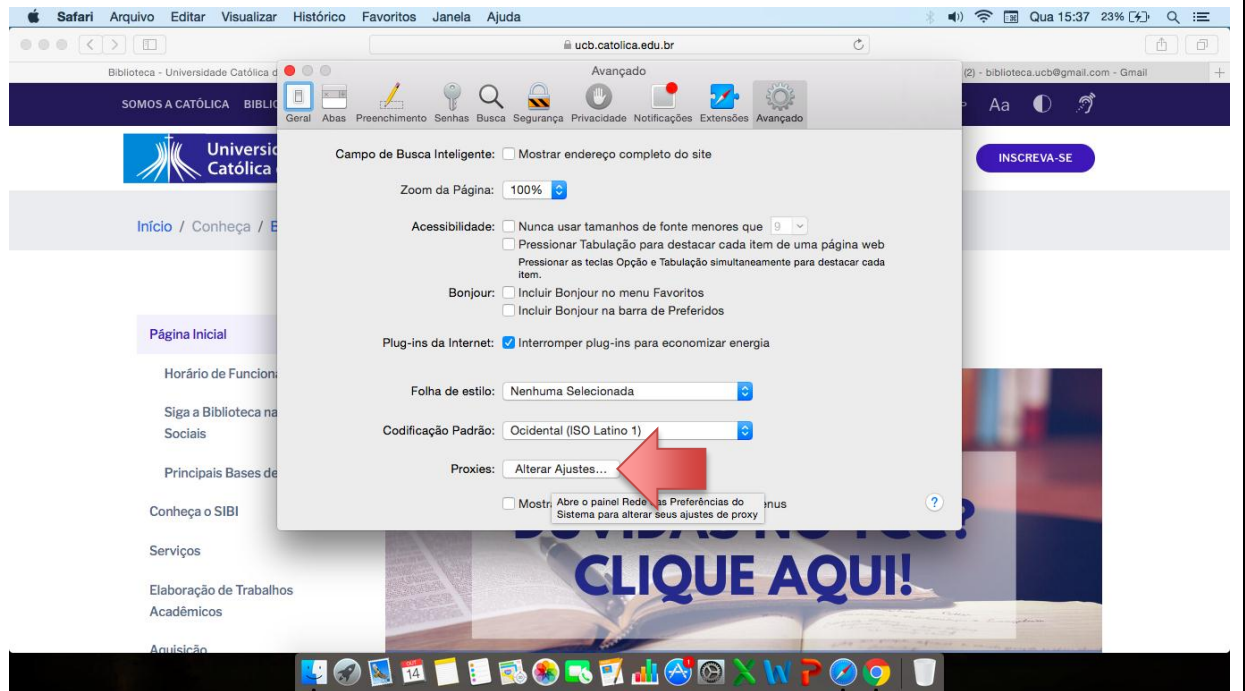 Safari Arquivo Editar Visualizar Histórico Favoritos Janela Ajuda Qua 15:37 23%
ucb.catolica.edu.br
Biblioteca - Universidade Católica d
Avançado
(2) - biblioteca.ucb@gmail.com - Gmail
SOMOS A CATÓLICA
Aa
Geral Abas Preenchimento Senhas Busca Segurança Privacidade Notificações Extensões Avançado
Católica
INSCREVA-SE
Campo de Busca Inteligente: Mostrar endereço completo do site
Zoom da Página: 100%
Início / Conheça /
Acessibilidade: Nunca usar tamanhos de fonte menores que 9
Pressionar Tabulação para destacar cada item de uma página web
Pressionar as teclas Opção e Tabulação simultaneamente para destacar cada
item.
Bonjour: Incluir Bonjour no menu Favoritos
Incluir Bonjour na barra de Preferidos
Página Inicial
Plug-ins da Internet: Interromper plug-ins para economizar energia
Horário de Funcion
Folha de estilo: Nenhuma Selecionada
Siga a Biblioteca na
Sociais
Codificação Padrão: Ocidental (ISO Latino 1)
Principais Bases de
Proxies: Alterar Ajustes...
Abre o painel Rede Preferências do
Sistema para alterar seus ajustes de proxy
?
Conheça o SIBI
Serviços
CLIQUE AQUI!
Elaboração de Trabalhos
Acadêmicos
Aquisição
OUT
14